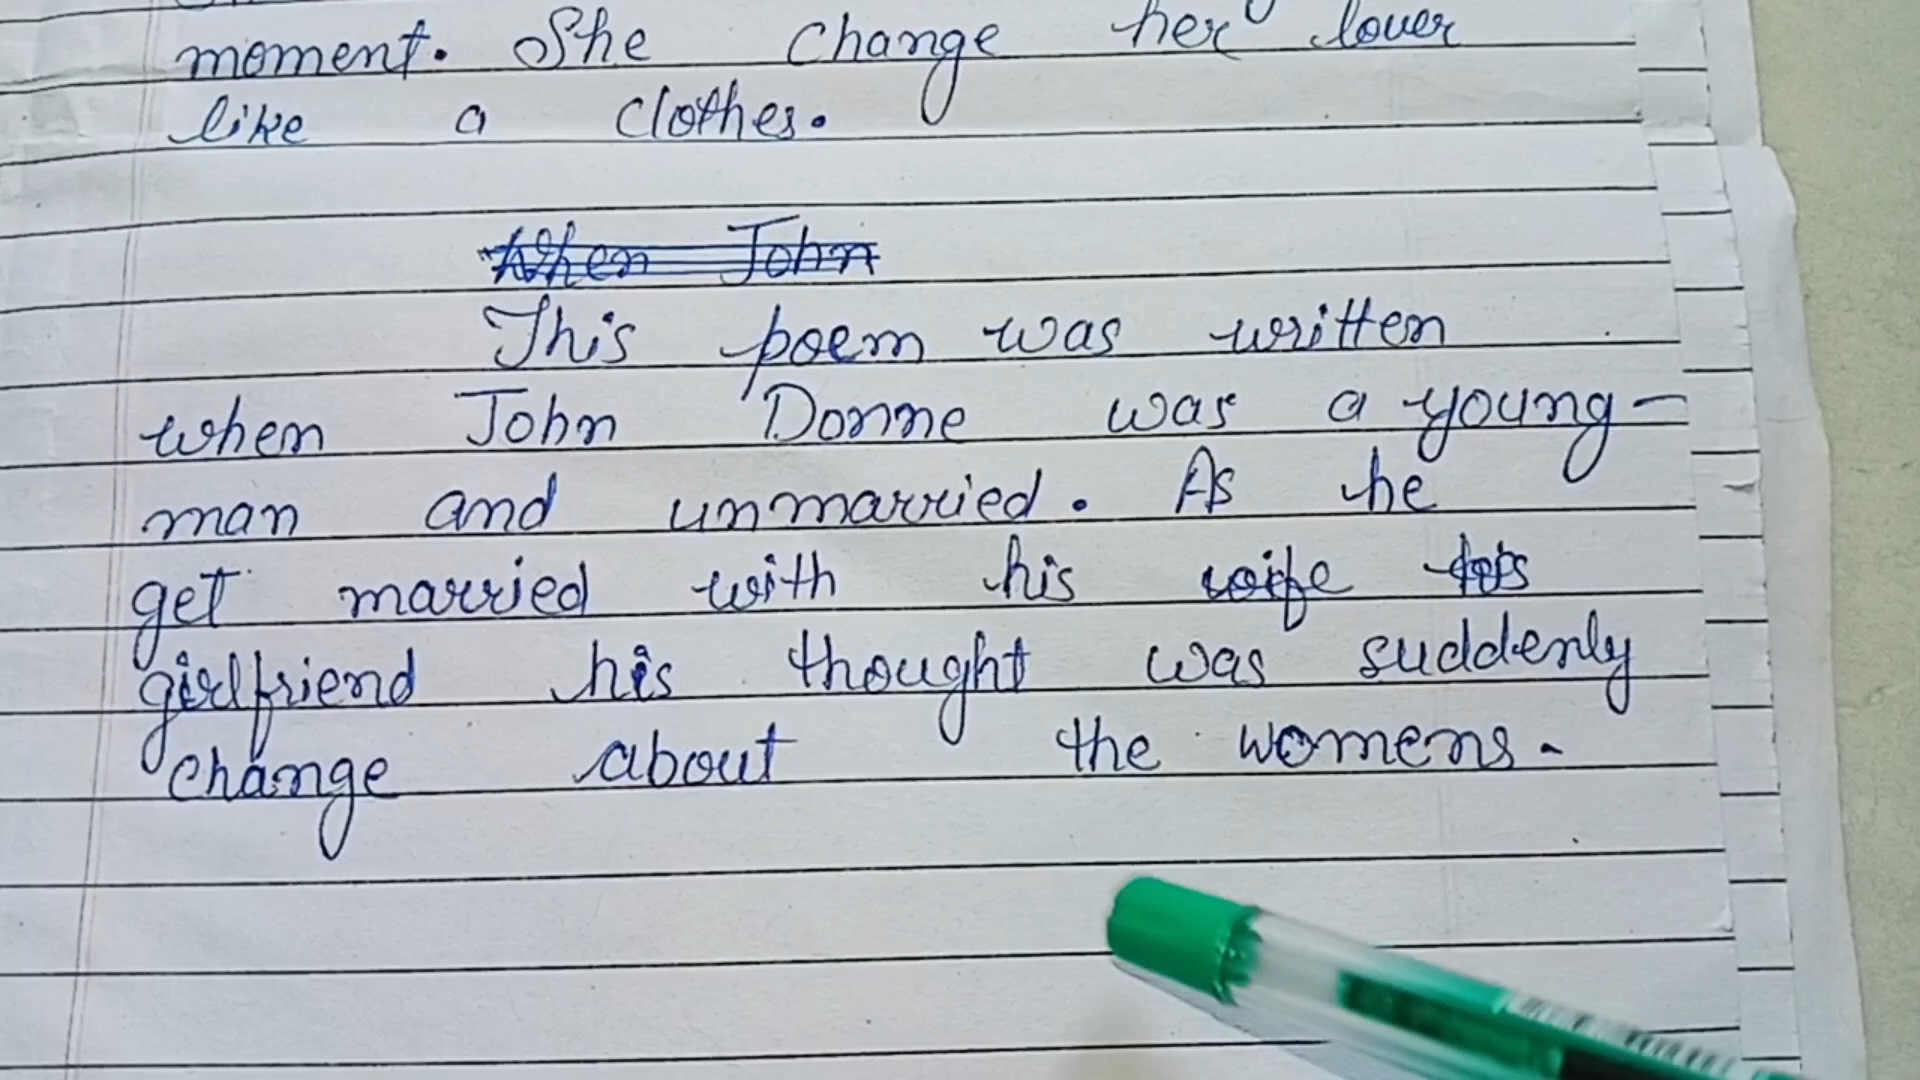 moment. She change her lover
like a clothes.
When John
This poem was written
when John Donne was a young-
man and unmarried. As he
get married with his wife
girlfriend his thought was suddenly
change about the womens.